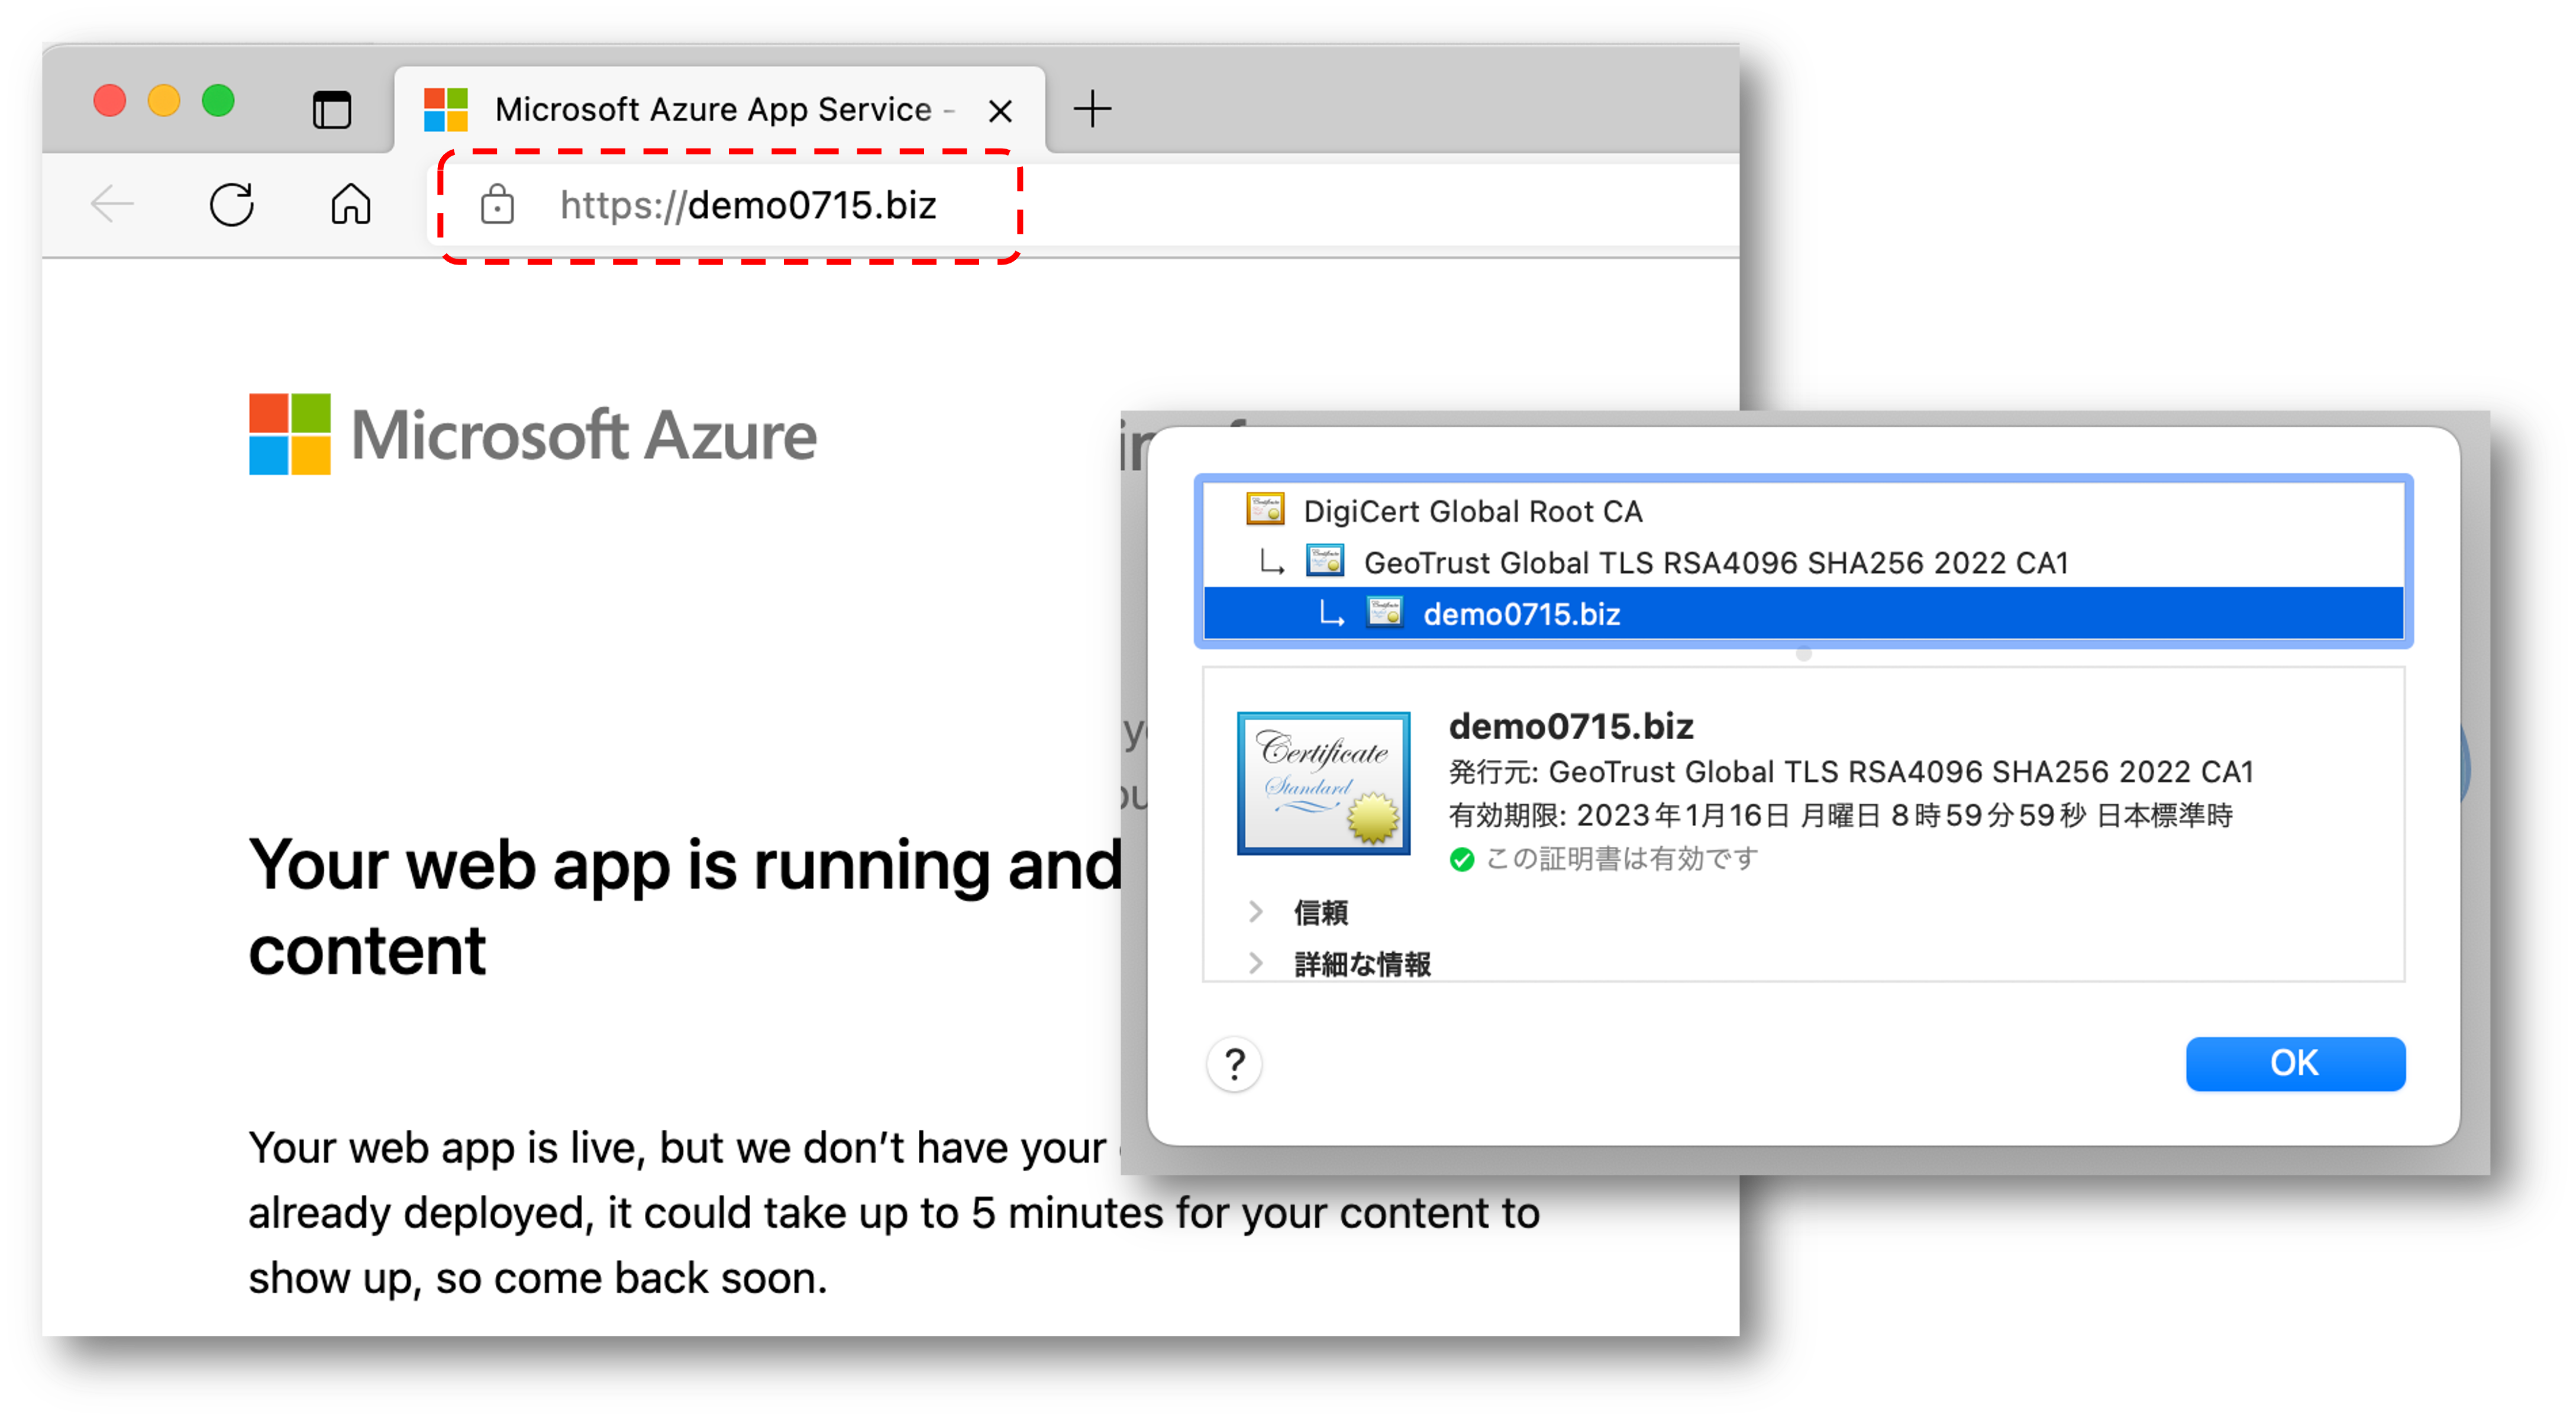 Microsoft Azure App Service -
https://demo0715.biz
Microsoft Azure
Your web app is running and
content
Your web app is live, but we don’t have your
already deployed, it could take up to 5 minutes for your content to
show up, so come back soon.
DigiCert Global Root CA
GeoTrust Global TLS RSA4096 SHA256 2022 CA1
demo0715.biz
Certificate
Standard
demo0715.biz
発行元: GeoTrust Global TLS RSA4096 SHA256 2022 CA1
有効期限: 2023年1月16日 月曜日 8時59分59秒 日本標準時
この証明書は有効です
信頼
詳細な情報
?
OK